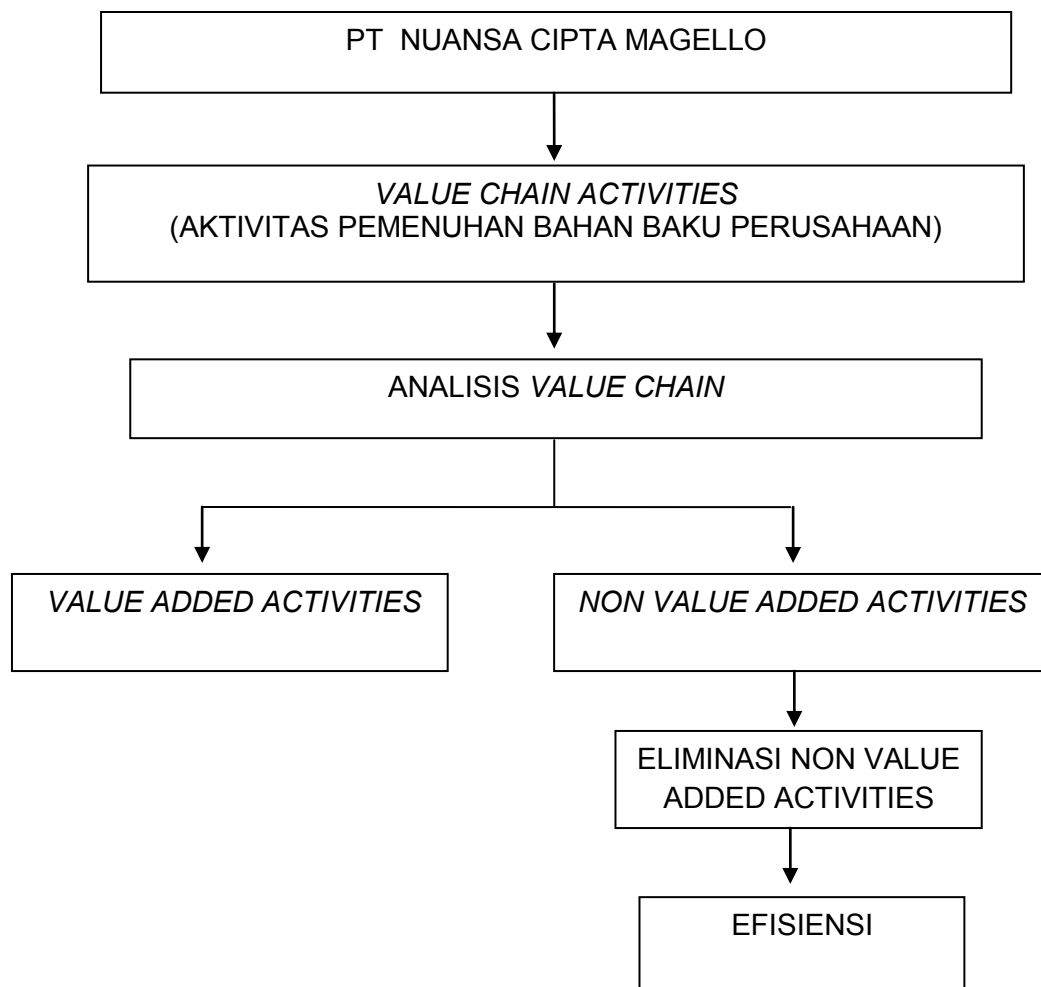 PT NUANSA CIPTA MAGELLO
VALUE CHAIN ACTIVITIES
(AKTIVITAS PEMENUHAN BAHAN BAKU PERUSAHAAN)
ANALISIS VALUE CHAIN
VALUE ADDED ACTIVITIES
NON VALUE ADDED ACTIVITIES
ELIMINASI NON VALUE
ADDED ACTIVITIES
EFISIENSI